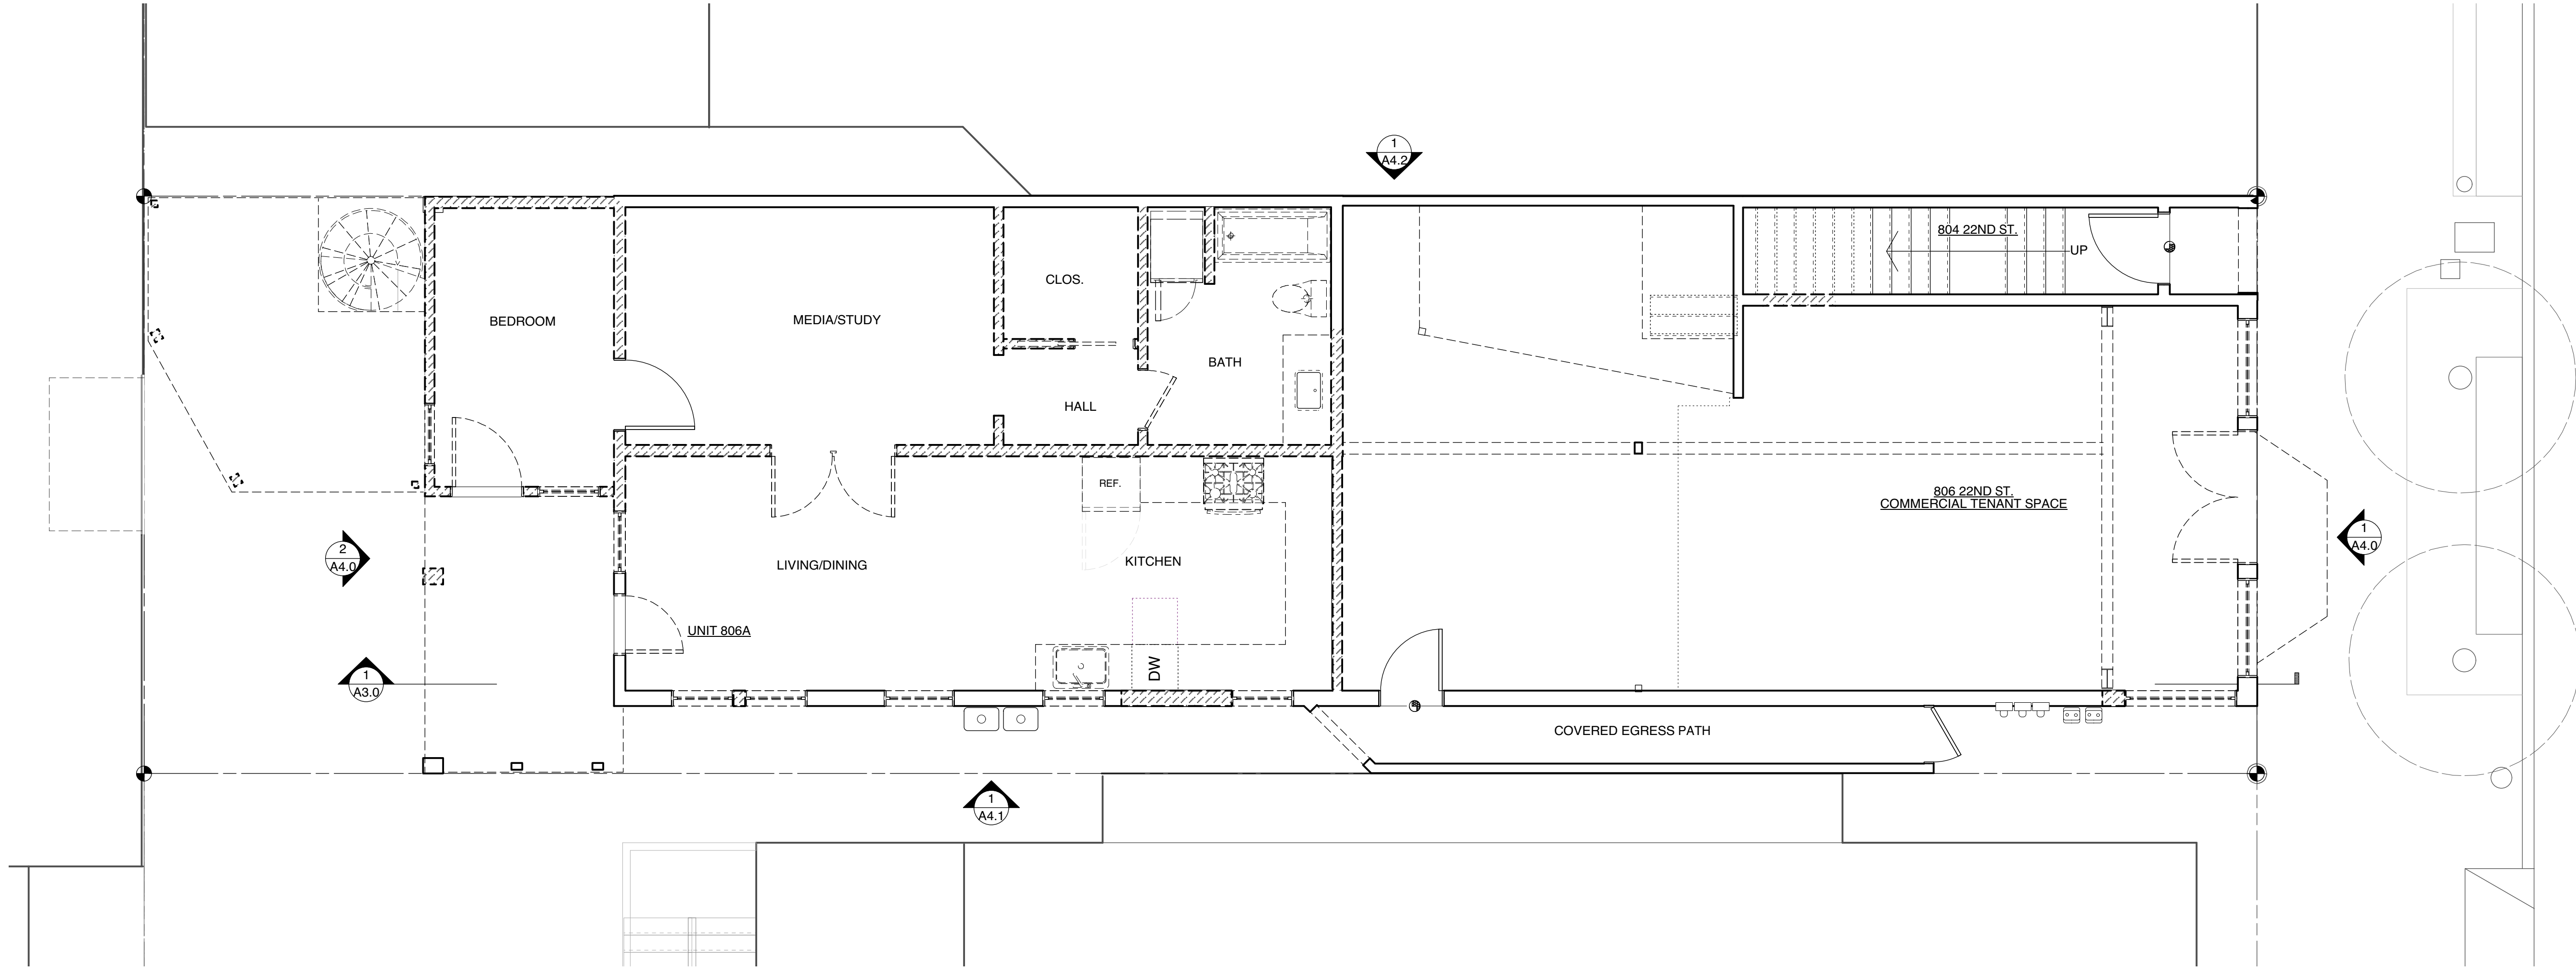 1
A4.2
804 22ND ST.
UP
CLOS.
BEDROOM
MEDIA/STUDY
BATH
HALL
REF.
806 22ND ST.
COMMERCIAL TENANT SPACE
2
A4.0
1
A4.0
LIVING/DINING
KITCHEN
UNIT 806A
DW
1
A3.0
COVERED EGRESS PATH
1
A4.1